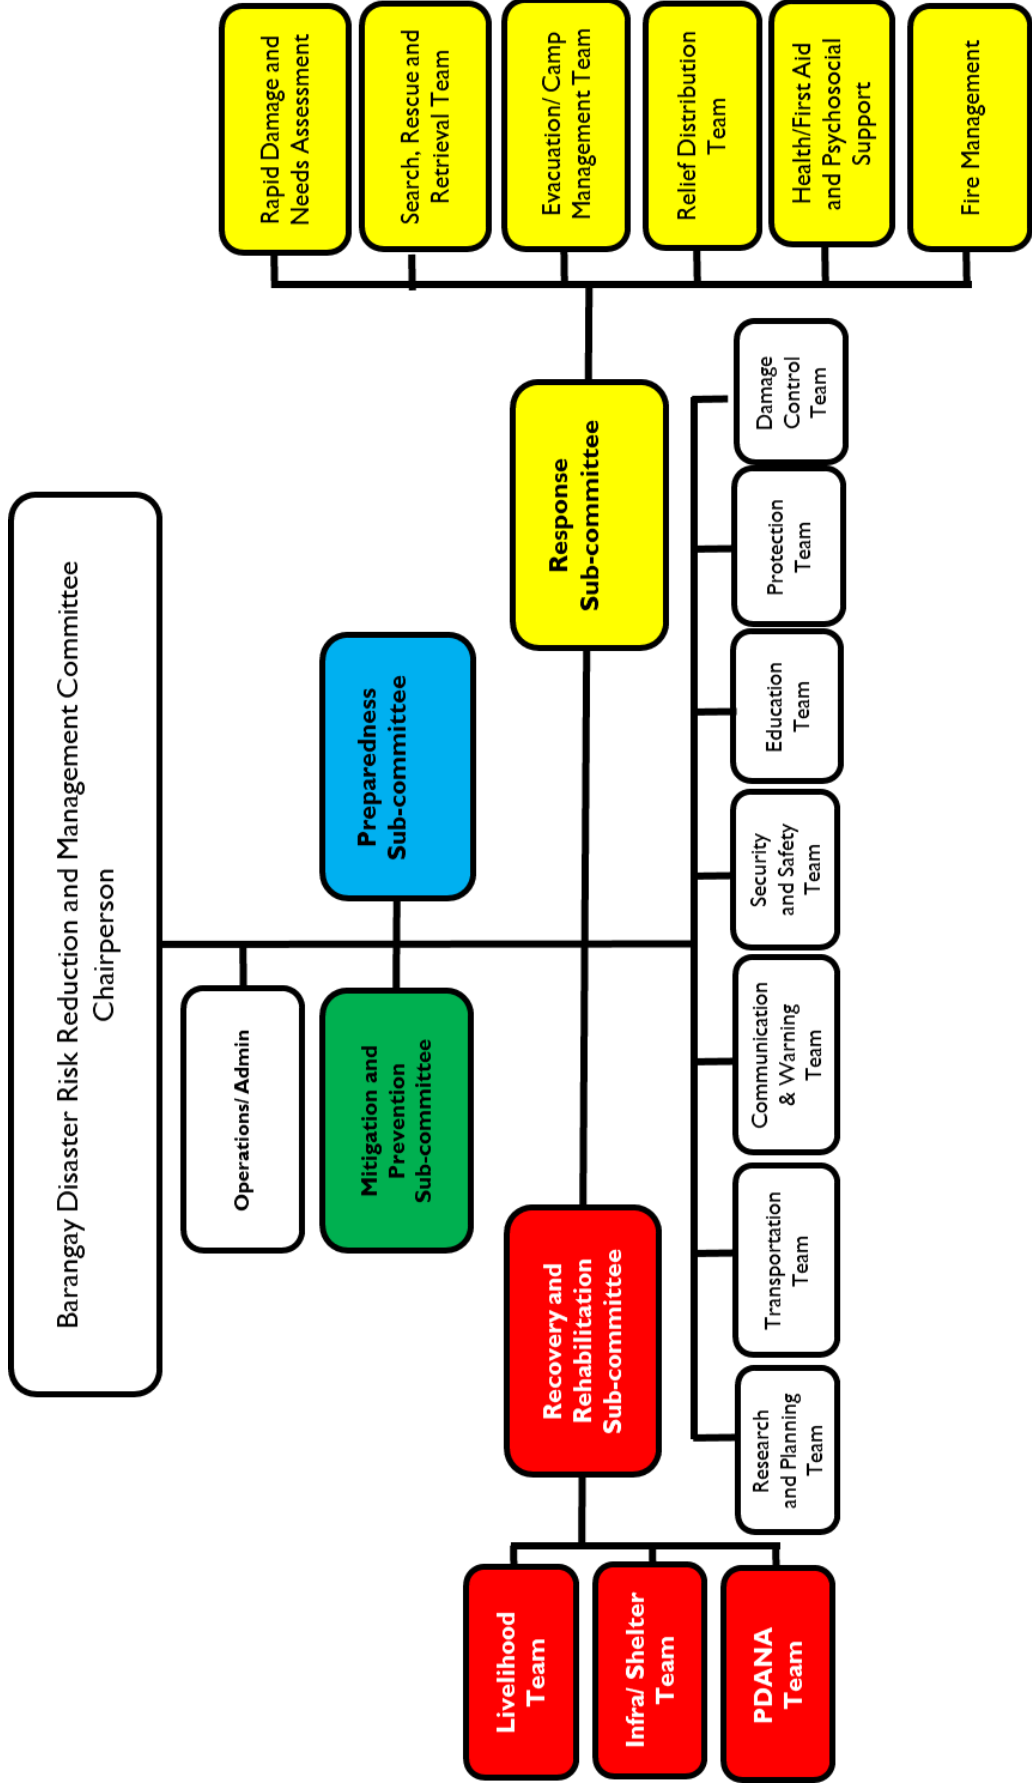 Barangay Disaster Risk Reduction and Management Committee
Chairperson
Operations/ Admin
Mitigation and
Prevention
Sub-committee
Preparedness
Sub-committee
Recovery and
Rehabilitation
Sub-committee
Response
Sub-committee
Livelihood
Team
Infra/ Shelter
Team
PDANA
Team
Research
and Planning
Team
Transportation
Team
Communication
& Warning
Team
Security
and Safety
Team
Education
Team
Protection
Team
Damage
Control
Team
Rapid Damage and
Needs Assessment
Search, Rescue and
Retrieval Team
Evacuation/ Camp
Management Team
Relief Distribution
Team
Health/First Aid
and Psychosocial
Support
Fire Management